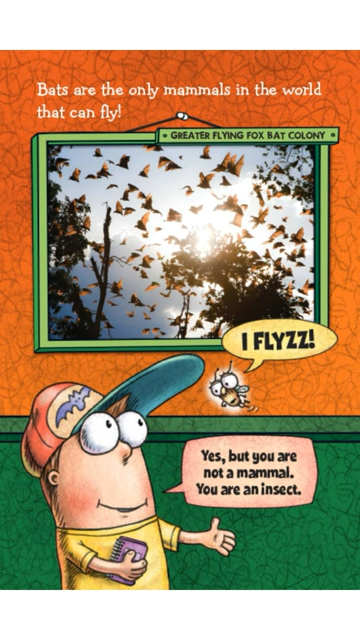 Bats are the only mammals in the world
that can fly!
• GREATER FLYING FOX BAT COLONY •
I FLYZZ!
Yes, but you are
not a mammal.
You are an insect.